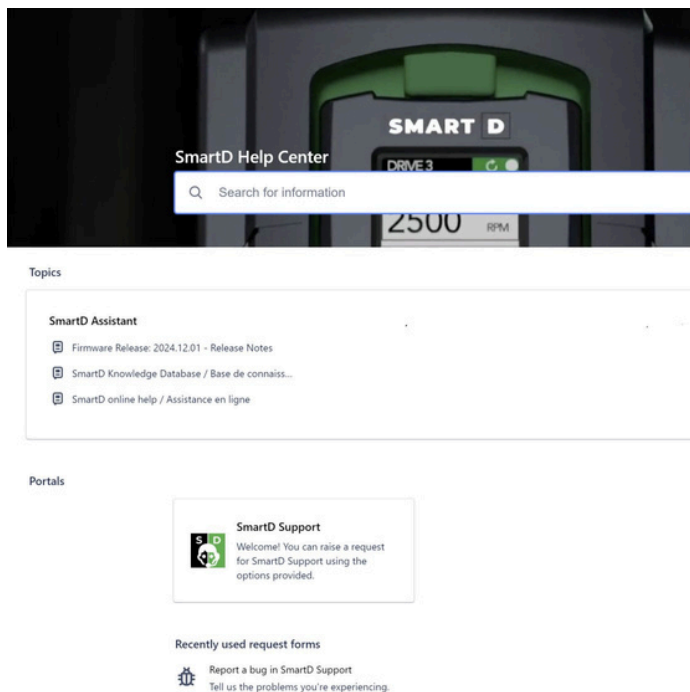 SMART D
SmartD Help Center
DRIVE 3
Search for information
2500 RPM
Topics
SmartD Assistant
Firmware Release: 2024.12.01 - Release Notes
SmartD Knowledge Database / Base de connaiss...
SmartD online help / Assistance en ligne
Portals
S D
SmartD Support
Welcome! You can raise a request
for SmartD Support using the
options provided.
Recently used request forms
Report a bug in SmartD Support
Tell us the problems you're experiencing.